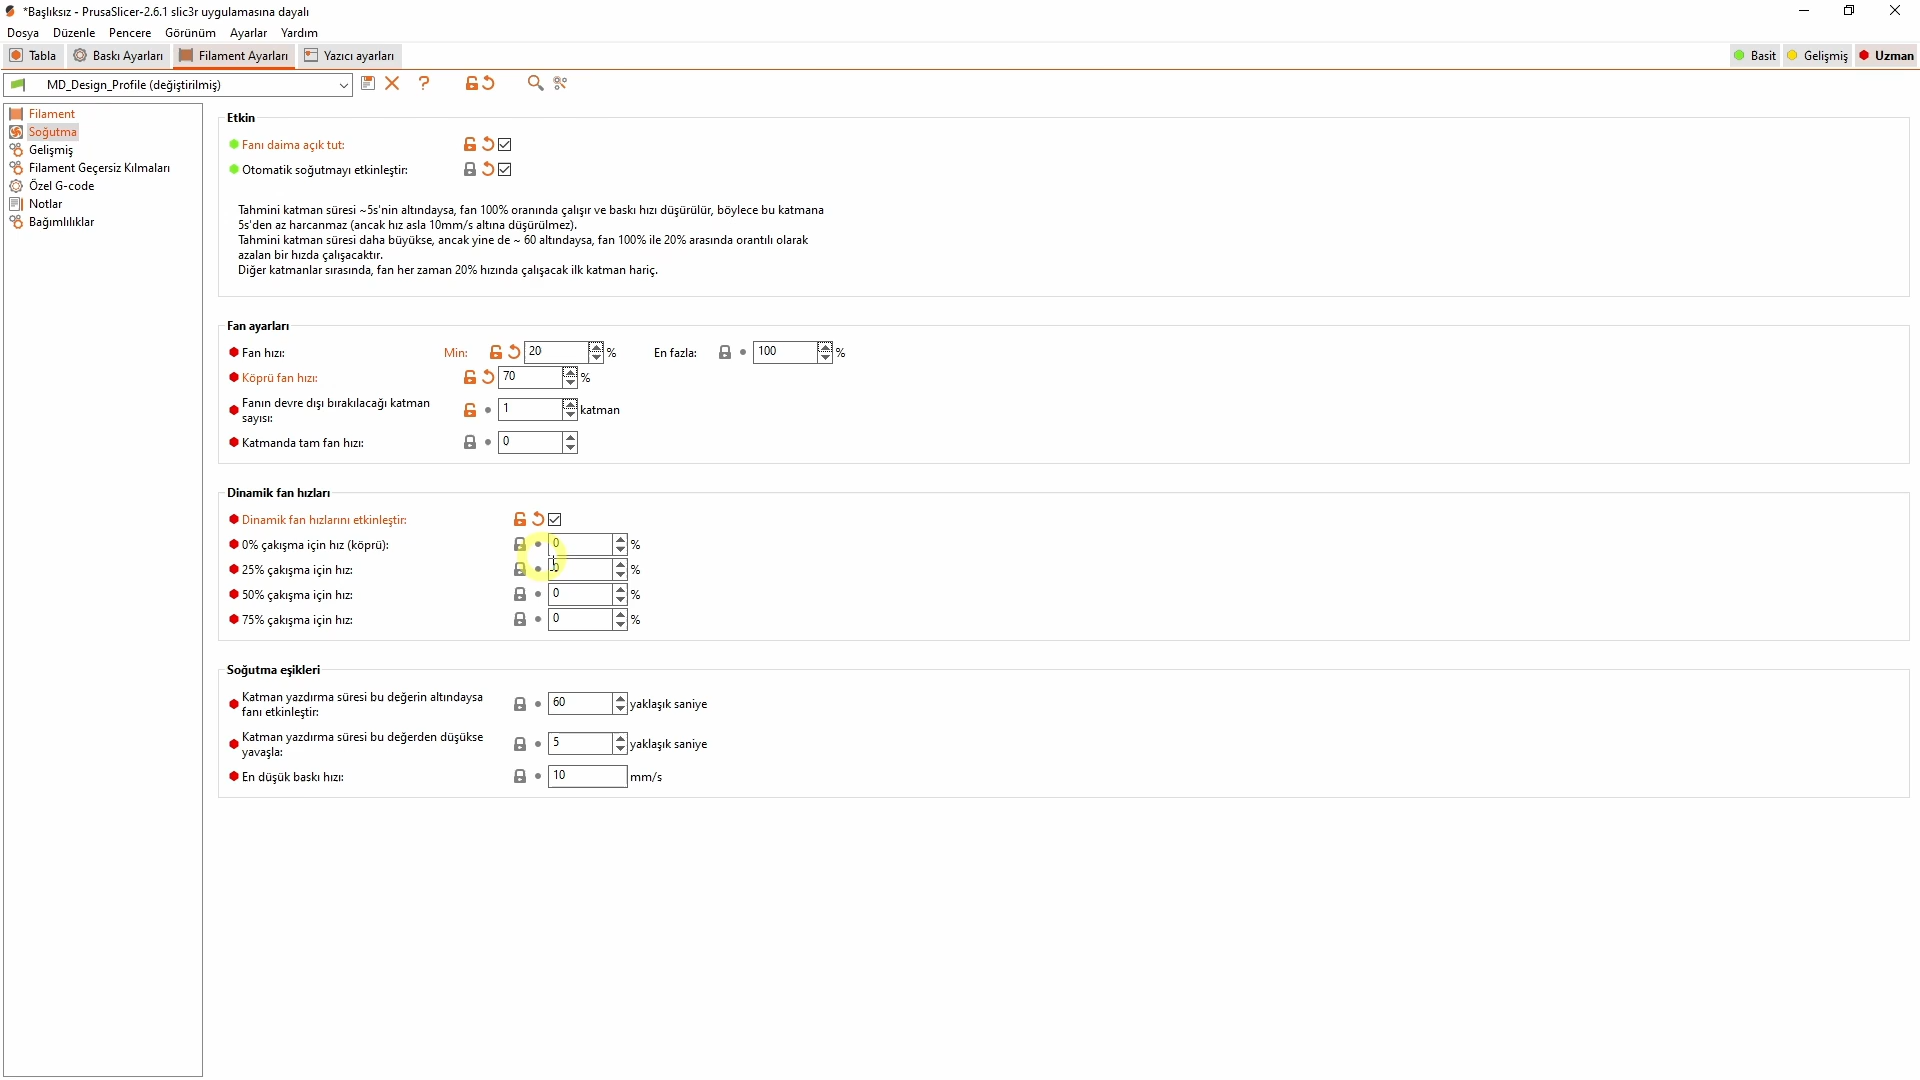 *Başlıksız - PrusaSlicer-2.6.1 slic3r uygulamasına dayalı
Dosya Düzenle Pencere Görünüm Ayarlar Yardım
Tabla Baskı Ayarları Filament Ayarları Yazıcı ayarları Basit Gelişmiş Uzman
MD_Design_Profile (değiştirilmiş)
Filament
Soğutma
Gelişmiş
Filament Geçersiz Kılmaları
Özel G-code
Notlar
Bağımlılıklar
Etkin
Fanı daima açık tut:
Otomatik soğutmayı etkinleştir:
Tahmini katman süresi ~5s'nin altındaysa, fan 100% oranında çalışır ve baskı hızı düşürülür, böylece bu katmana
5s'den az harcanmaz (ancak hız asla 10mm/s altına düşürülmez).
Tahmini katman süresi daha büyükse, ancak yine de ~ 60 altındaysa, fan 100% ile 20% arasında orantılı olarak
azalan bir hızda çalışacaktır.
Diğer katmanlar sırasında, fan her zaman 20% hızında çalışacak ilk katman hariç.
Fan ayarları
Fan hızı: Min: 20 % En fazla: 100 %
Köprü fan hızı: 70 %
Fanın devre dışı bırakılacağı katman
sayısı: 1 katman
Katmanda tam fan hızı: 0
Dinamik fan hızları
Dinamik fan hızlarını etkinleştir:
0% çakışma için hız (köprü): 0 %
25% çakışma için hız: 0 %
50% çakışma için hız: 0 %
75% çakışma için hız: 0 %
Soğutma eşikleri
Katman yazdırma süresi bu değerin altındaysa
fanı etkinleştir: 60 yaklaşık saniye
Katman yazdırma süresi bu değerden düşükse
yavaşla: 5 yaklaşık saniye
En düşük baskı hızı: 10 mm/s